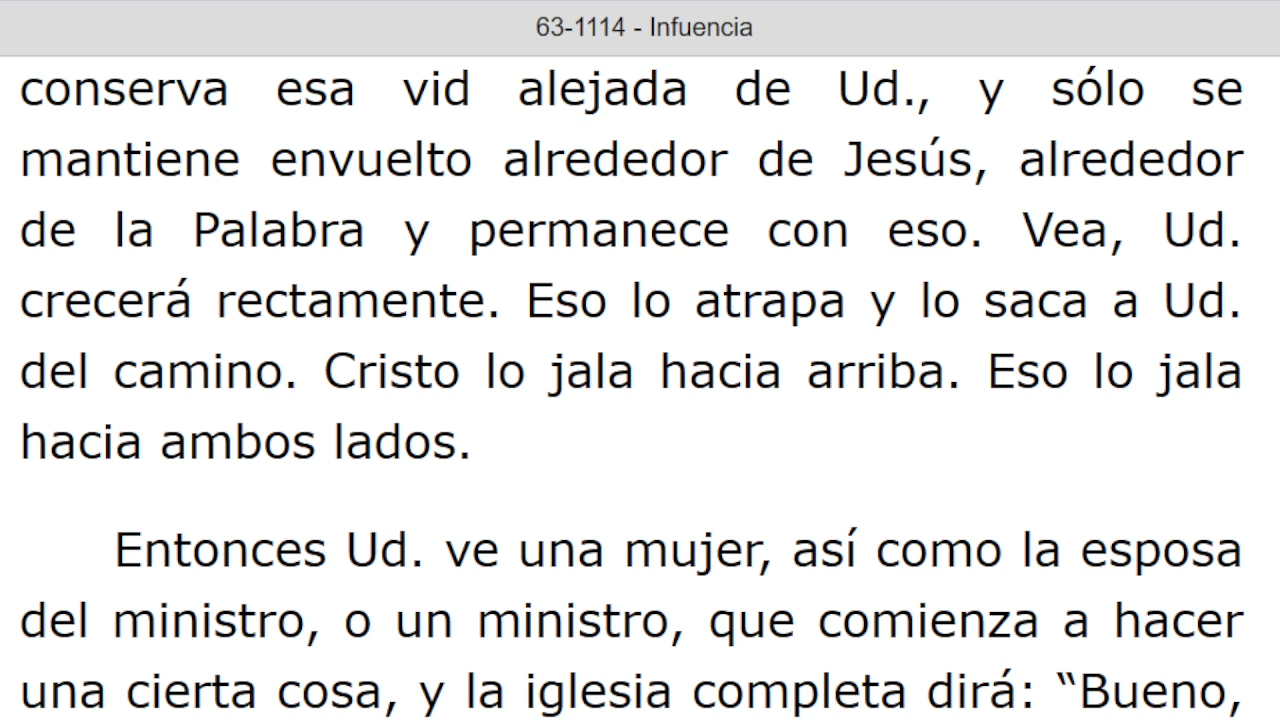 63-1114 - Infuencia
conserva esa vid alejada de Ud., y sólo se
mantiene envuelto alrededor de Jesús, alrededor
de la Palabra y permanece con eso. Vea, Ud.
crecerá rectamente. Eso lo atrapa y lo saca a Ud.
del camino. Cristo lo jala hacia arriba. Eso lo jala
hacia ambos lados.
Entonces Ud. ve una mujer, así como la esposa
del ministro, o un ministro, que comienza a hacer
una cierta cosa, y la iglesia completa dirá: “Bueno,